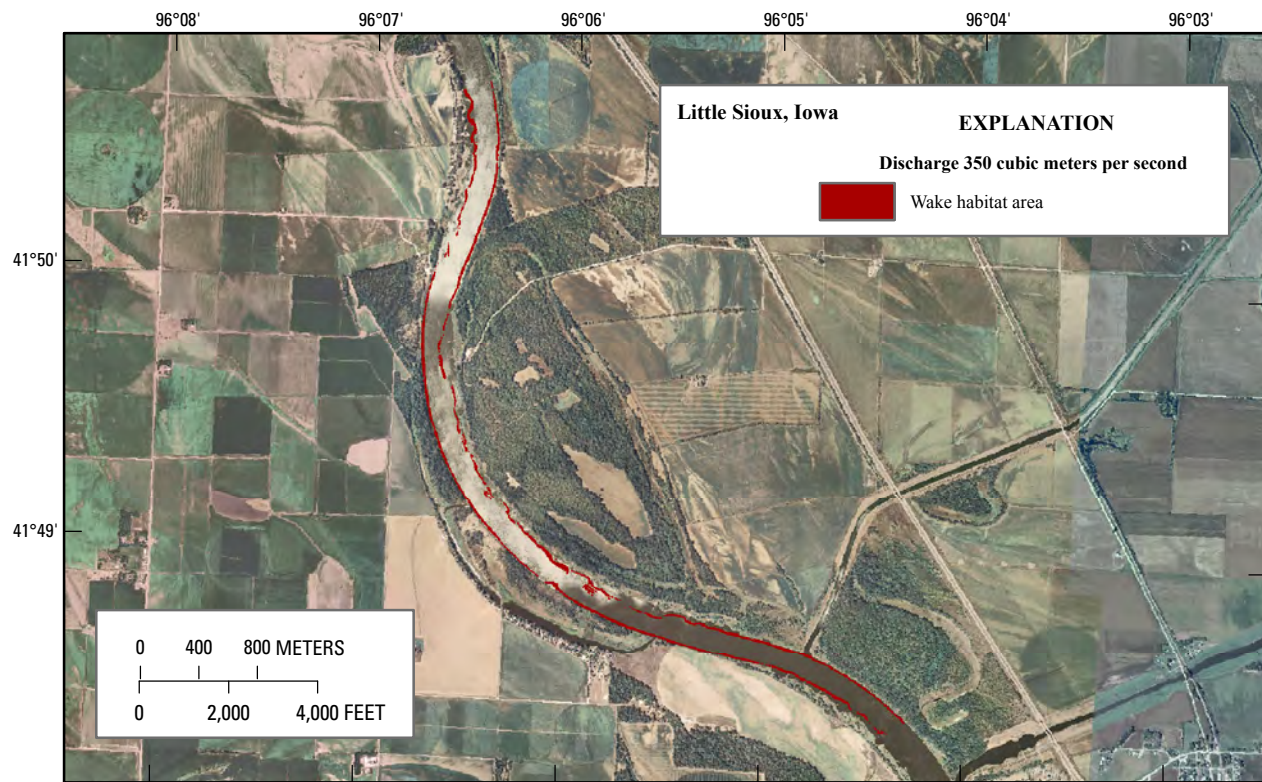 96°08' 96°07' 96°06' 96°05' 96°04' 96°03'
Little Sioux, Iowa
EXPLANATION
Discharge 350 cubic meters per second
Wake habitat area
41°50'
41°49'
0 400 800 METERS
0 2,000 4,000 FEET